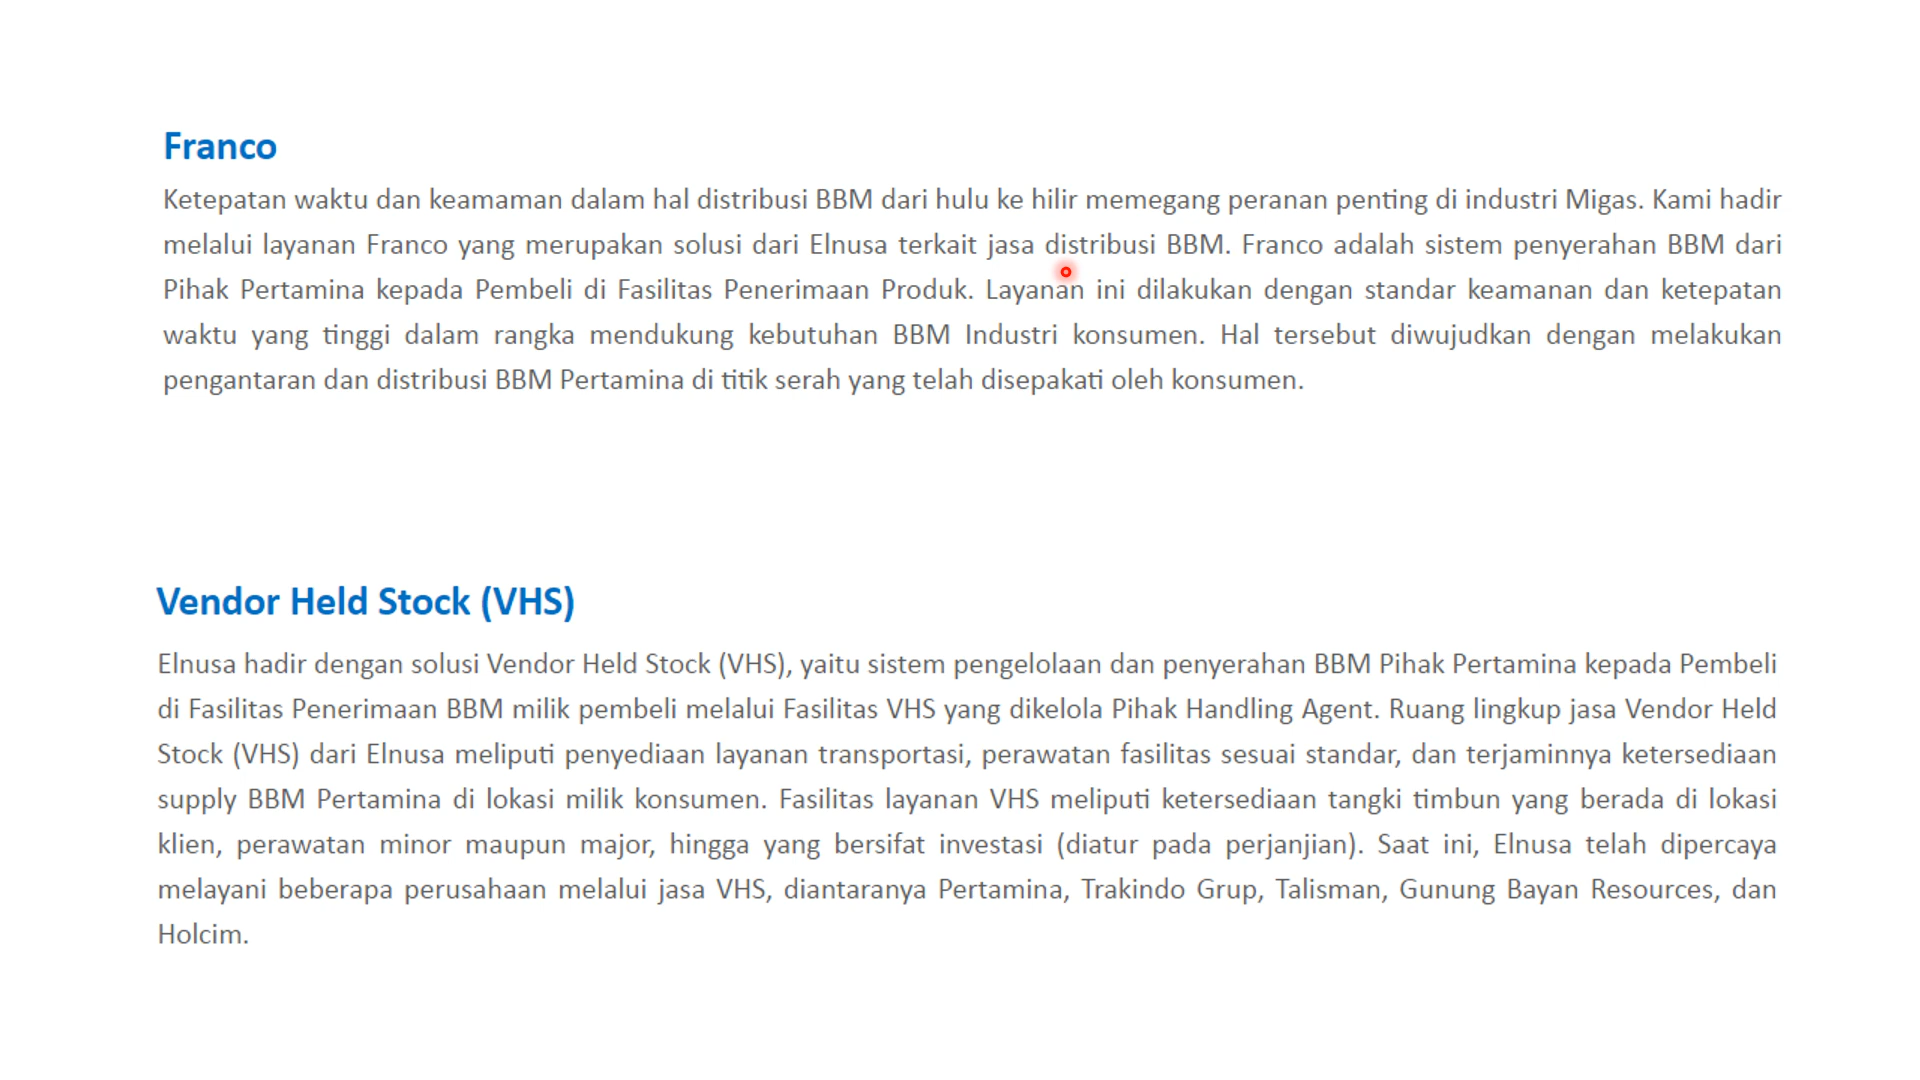 Franco
Ketepatan waktu dan keamaman dalam hal distribusi BBM dari hulu ke hilir memegang peranan penting di industri Migas. Kami hadir
melalui layanan Franco yang merupakan solusi dari Elnusa terkait jasa distribusi BBM. Franco adalah sistem penyerahan BBM dari
Pihak Pertamina kepada Pembeli di Fasilitas Penerimaan Produk. Layanan ini dilakukan dengan standar keamanan dan ketepatan
waktu yang tinggi dalam rangka mendukung kebutuhan BBM Industri konsumen. Hal tersebut diwujudkan dengan melakukan
pengantaran dan distribusi BBM Pertamina di titik serah yang telah disepakati oleh konsumen.
Vendor Held Stock (VHS)
Elnusa hadir dengan solusi Vendor Held Stock (VHS), yaitu sistem pengelolaan dan penyerahan BBM Pihak Pertamina kepada Pembeli
di Fasilitas Penerimaan BBM milik pembeli melalui Fasilitas VHS yang dikelola Pihak Handling Agent. Ruang lingkup jasa Vendor Held
Stock (VHS) dari Elnusa meliputi penyediaan layanan transportasi, perawatan fasilitas sesuai standar, dan terjaminnya ketersediaan
supply BBM Pertamina di lokasi milik konsumen. Fasilitas layanan VHS meliputi ketersediaan tangki timbun yang berada di lokasi
klien, perawatan minor maupun major, hingga yang bersifat investasi (diatur pada perjanjian). Saat ini, Elnusa telah dipercaya
melayani beberapa perusahaan melalui jasa VHS, diantaranya Pertamina, Trakindo Grup, Talisman, Gunung Bayan Resources, dan
Holcim.